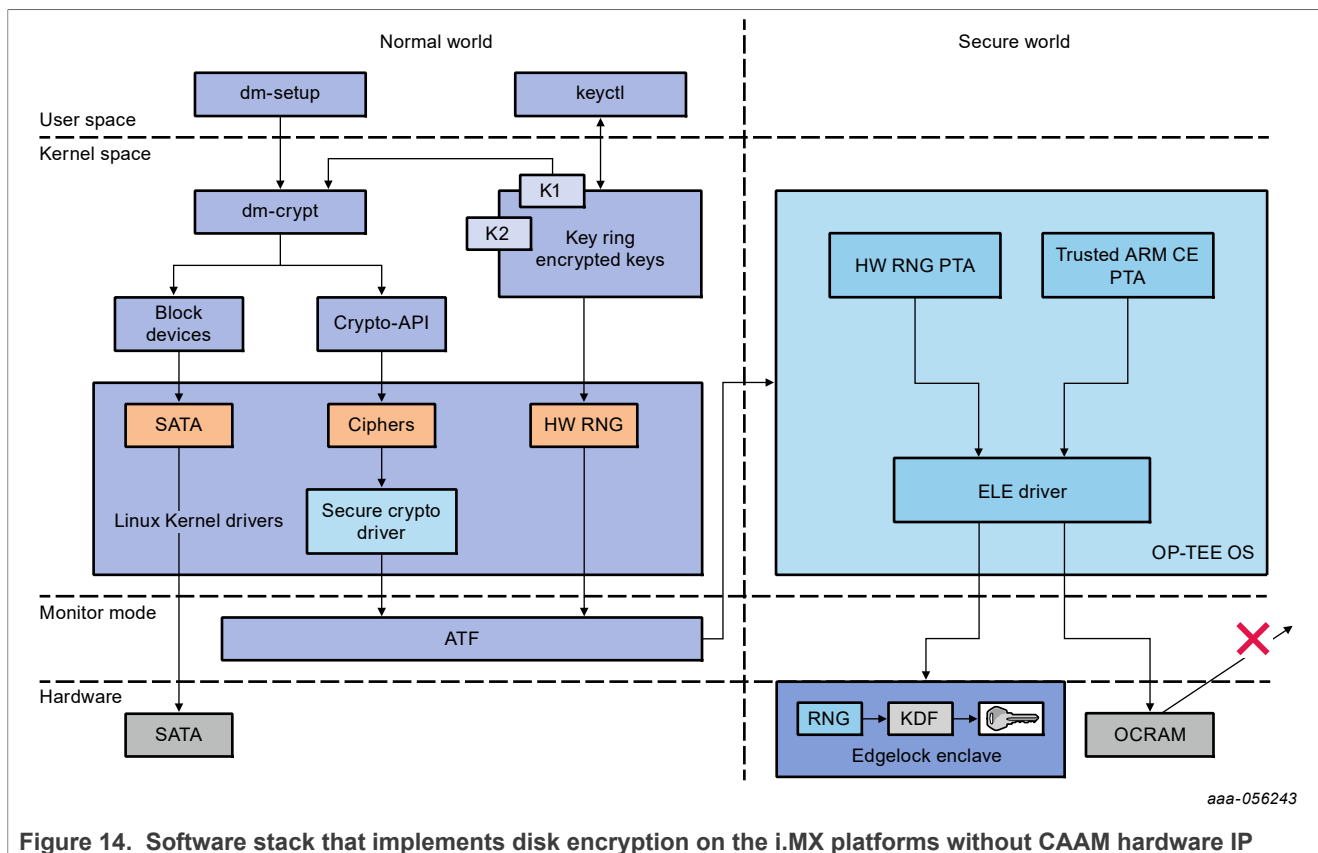 Normal world
Secure world
dm-setup
keyctl
User space
Kernel space
K1
dm-crypt
K2
Key ring
encrypted keys
HW RNG PTA
Trusted ARM CE
PTA
Block
devices
Crypto-API
SATA
Ciphers
HW RNG
ELE driver
Linux Kernel drivers
Secure crypto
driver
OP-TEE OS
Monitor mode
ATF
Hardware
SATA
RNG
KDF
Edgelock enclave
OCRAM
aaa-056243
Figure 14. Software stack that implements disk encryption on the i.MX platforms without CAAM hardware IP